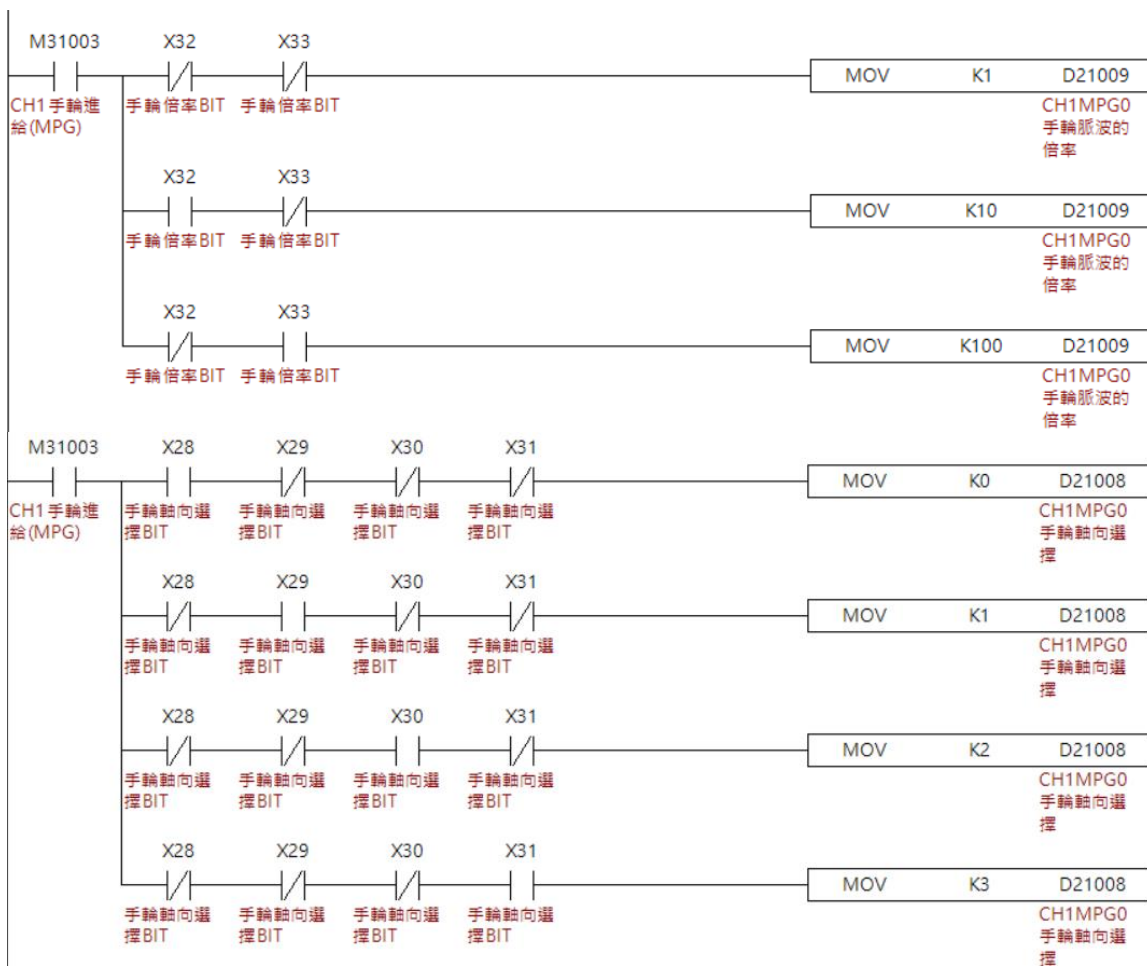 M31003 X32 X33
MOV K1 D21009
CH1手輪進 手輪倍率BIT 手輪倍率BIT CH1MPG0
給(MPG) 手輪脈波的
倍率
X32 X33
MOV K10 D21009
手輪倍率BIT 手輪倍率BIT CH1MPG0
手輪脈波的
倍率
X32 X33
MOV K100 D21009
手輪倍率BIT 手輪倍率BIT CH1MPG0
手輪脈波的
倍率
M31003 X28 X29 X30 X31
MOV K0 D21008
CH1手輪進 手輪軸向選 手輪軸向選 手輪軸向選 手輪軸向選 CH1MPG0
給(MPG) 擇BIT 擇BIT 擇BIT 擇BIT 手輪軸向選
擇
X28 X29 X30 X31
MOV K1 D21008
手輪軸向選 手輪軸向選 手輪軸向選 手輪軸向選 CH1MPG0
擇BIT 擇BIT 擇BIT 擇BIT 手輪軸向選
擇
X28 X29 X30 X31
MOV K2 D21008
手輪軸向選 手輪軸向選 手輪軸向選 手輪軸向選 CH1MPG0
擇BIT 擇BIT 擇BIT 擇BIT 手輪軸向選
擇
X28 X29 X30 X31
MOV K3 D21008
手輪軸向選 手輪軸向選 手輪軸向選 手輪軸向選 CH1MPG0
擇BIT 擇BIT 擇BIT 擇BIT 手輪軸向選
擇